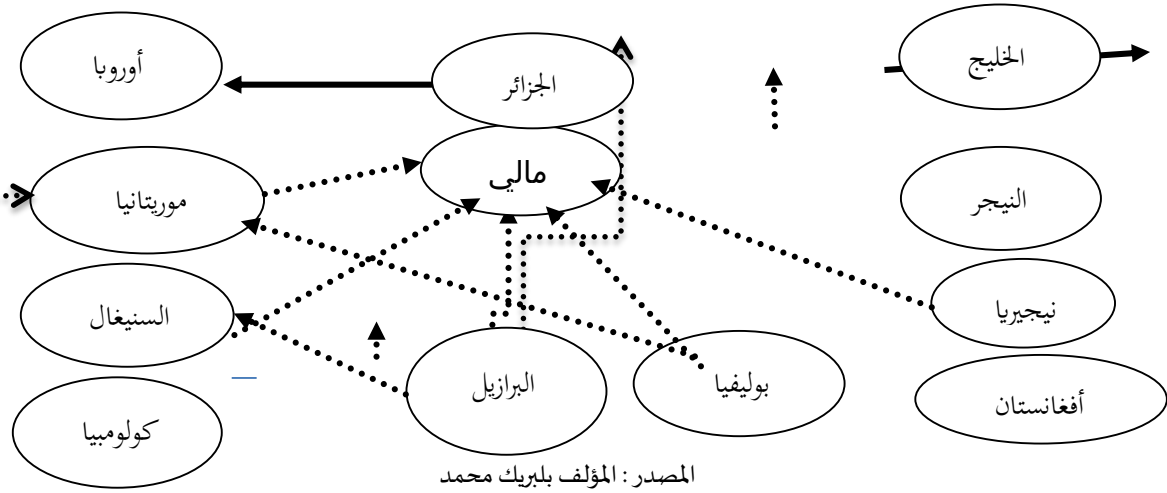 الخليج
الجزائر
أوروبا
النيجر
مالي
موريتانيا
نيجيريا
السنيغال
أفغانستان
بوليفيا
البرازيل
كولومبيا
المصدر : المؤلف بلبريك محمد